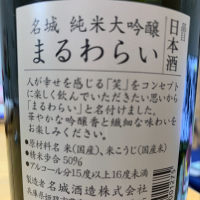 品目
日本酒
名城 純米大吟醸
まるわらい
人が幸せを感じる「笑」をコンセプト
に楽しく飲んでいただきたい思いから
「まるわらい」と名付けました。
華やかな吟醸香と繊細な味わいを
お楽しみください。
●原材料名 米(国産)、米こうじ(国産米)
●精米歩合 50%
●アルコール分15度以上16度未満
製造者 名城酒造株式会社